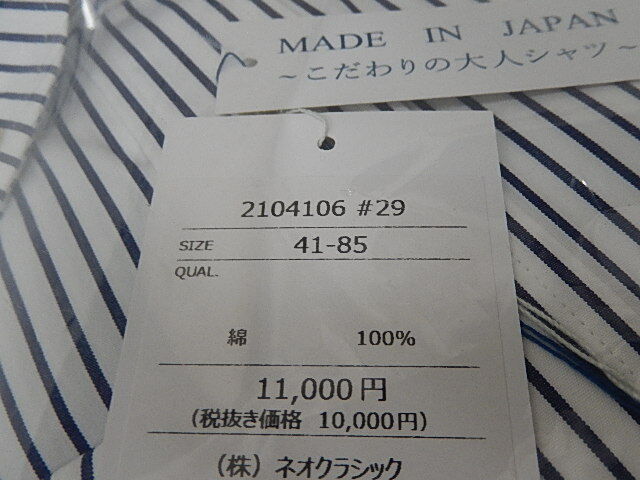 MADE IN JAPAN
～こだわりの大人シャツ～
2104106 #29
SIZE 41-85
QUAL.
綿 100%
11,000円
(税抜き価格 10,000円)
(株) ネオクラシック